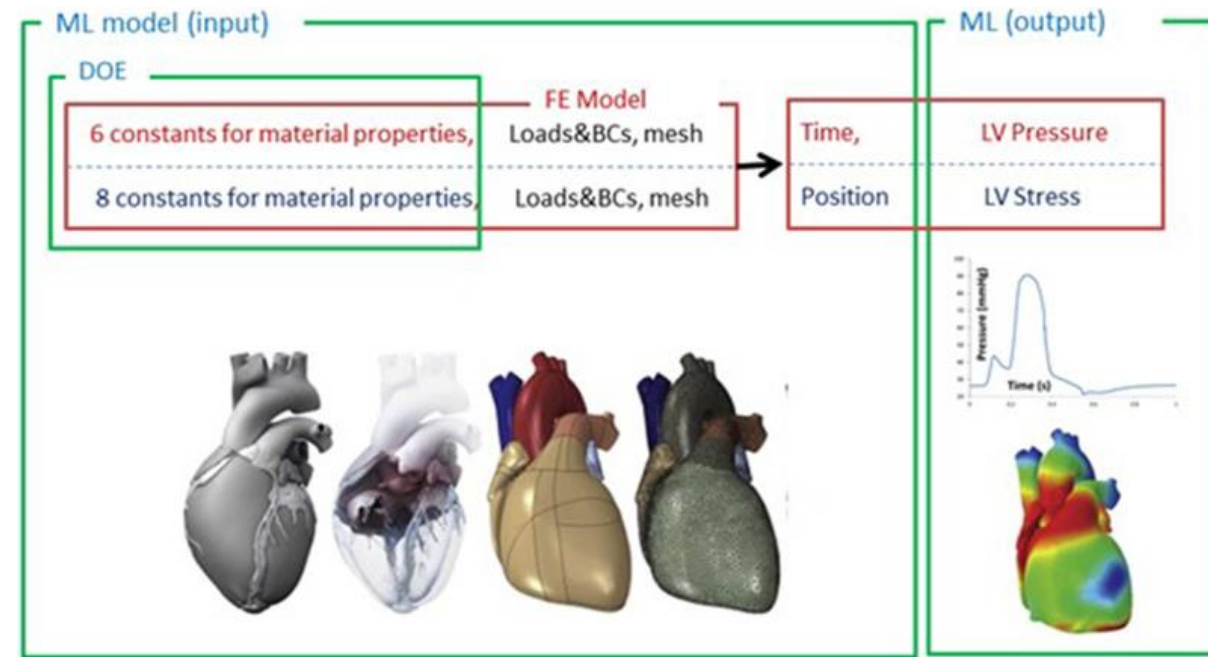 ML model (input)
ML (output)
DOE
FE Model
6 constants for material properties, Loads&BCs, mesh
Time, LV Pressure
8 constants for material properties, Loads&BCs, mesh
Position LV Stress
Pressure (mmHg)
Time (s)